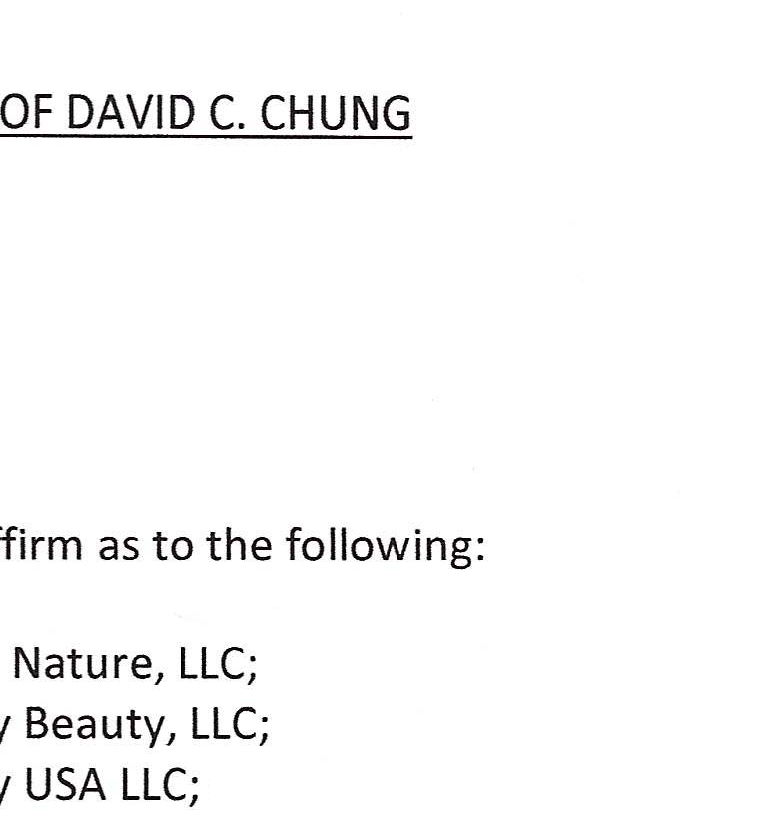 OF DAVID C. CHUNG
ffirm as to the following:
Nature, LLC;
y Beauty, LLC;
y USA LLC;